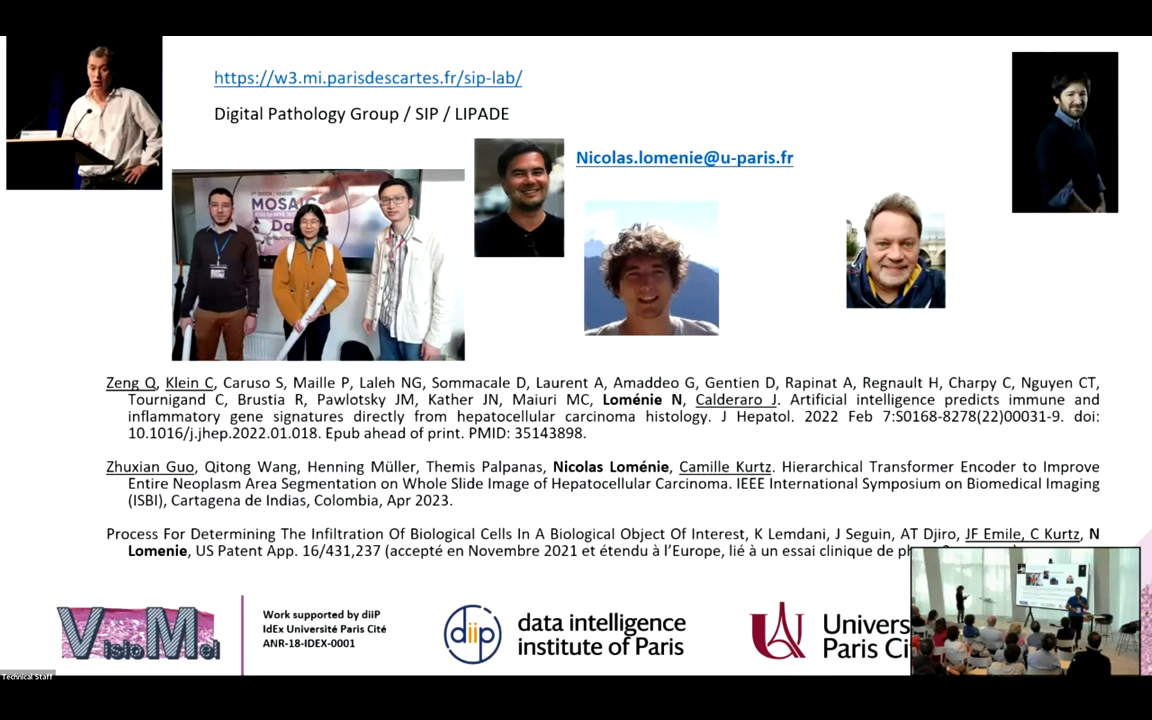 https://w3.mi.parisdescartes.fr/sip-lab/
Digital Pathology Group / SIP / LIPADE
Nicolas.lomenie@u-paris.fr
MOSAIC
Zeng Q, Klein C, Caruso S, Maille P, Laleh NG, Sommacale D, Laurent A, Amaddeo G, Gentien D, Rapinat A, Regnault H, Charpy C, Nguyen CT,
Tournigand C, Brustia R, Pawlotsky JM, Kather JN, Maiuri MC, Loménie N, Calderaro J. Artificial intelligence predicts immune and
inflammatory gene signatures directly from hepatocellular carcinoma histology. J Hepatol. 2022 Feb 7:S0168-8278(22)00031-9. doi:
10.1016/j.jhep.2022.01.018. Epub ahead of print. PMID: 35143898.
Zhuxian Guo, Qitong Wang, Henning Müller, Themis Palpanas, Nicolas Loménie, Camille Kurtz. Hierarchical Transformer Encoder to Improve
Entire Neoplasm Area Segmentation on Whole Slide Image of Hepatocellular Carcinoma. IEEE International Symposium on Biomedical Imaging
(ISBI), Cartagena de Indias, Colombia, Apr 2023.
Process For Determining The Infiltration Of Biological Cells In A Biological Object Of Interest, K Lemdani, J Seguin, AT Djiro, JF Emile, C Kurtz, N
Lomenie, US Patent App. 16/431,237 (accepté en Novembre 2021 et étendu à l'Europe, lié à un essai clinique de
VisioMel
Work supported by diiP
IdEx Université Paris Cité
ANR-18-IDEX-0001
diip
data intelligence
institute of Paris
Univers
Paris Ci
Technical Staff